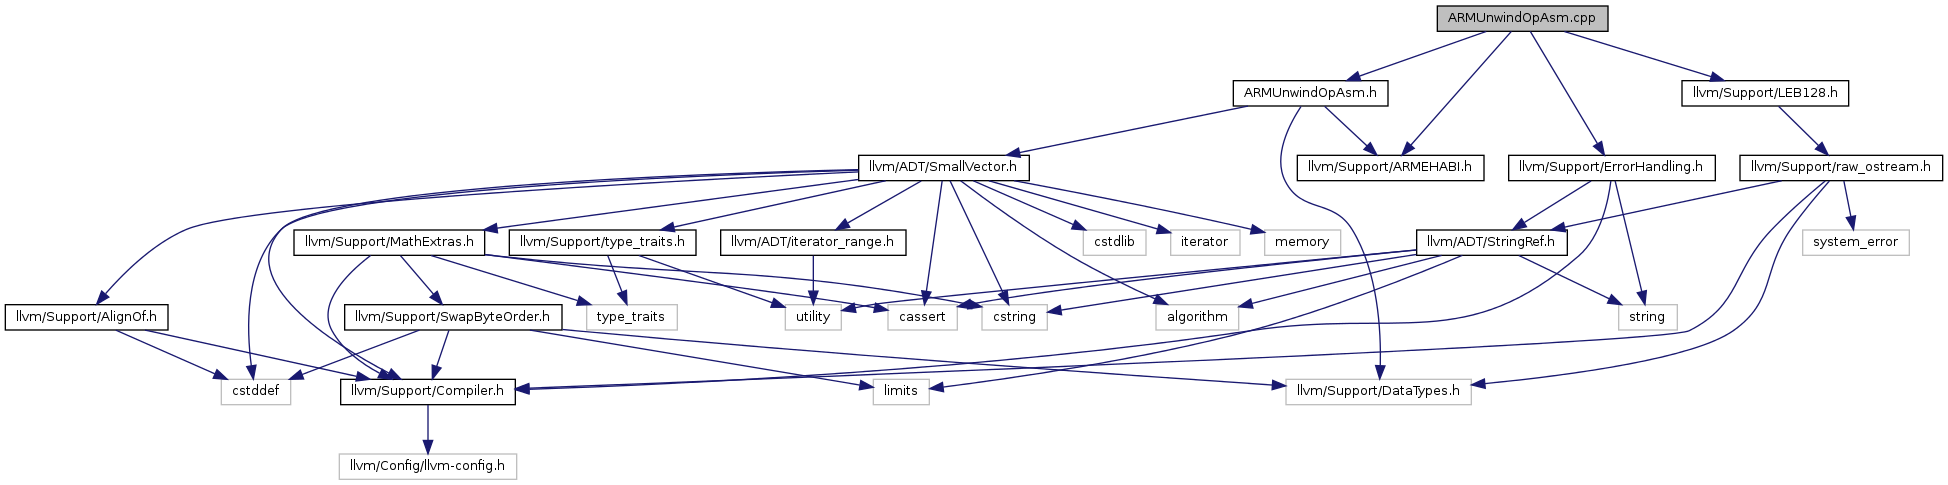 ARMUnwindOpAsm.cpp
ARMUnwindOpAsm.h
llvm/Support/LEB128.h
llvm/ADT/SmallVector.h
llvm/Support/ARMEHABI.h
llvm/Support/ErrorHandling.h
llvm/Support/raw_ostream.h
llvm/Support/MathExtras.h
llvm/Support/type_traits.h
llvm/ADT/iterator_range.h
cstdlib
iterator
memory
llvm/ADT/StringRef.h
system_error
llvm/Support/AlignOf.h
llvm/Support/SwapByteOrder.h
type_traits
utility
cassert
cstring
algorithm
string
cstddef
llvm/Support/Compiler.h
limits
llvm/Support/DataTypes.h
llvm/Config/llvm-config.h